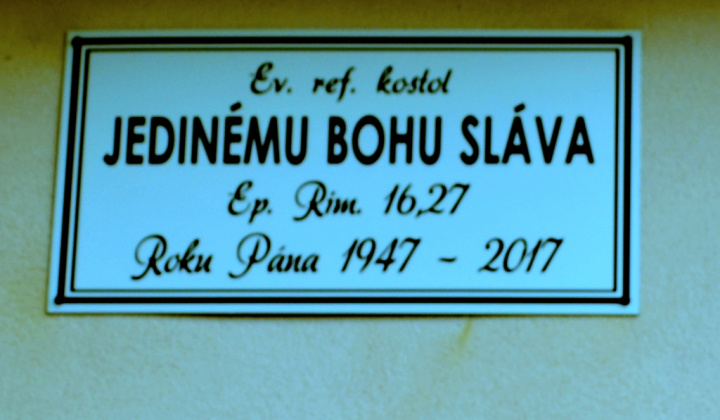 Ev. ref. kostol
JEDINÉMU BOHU SLÁVA
Ep. Rim. 16,27
Roku Pána 1947 - 2017